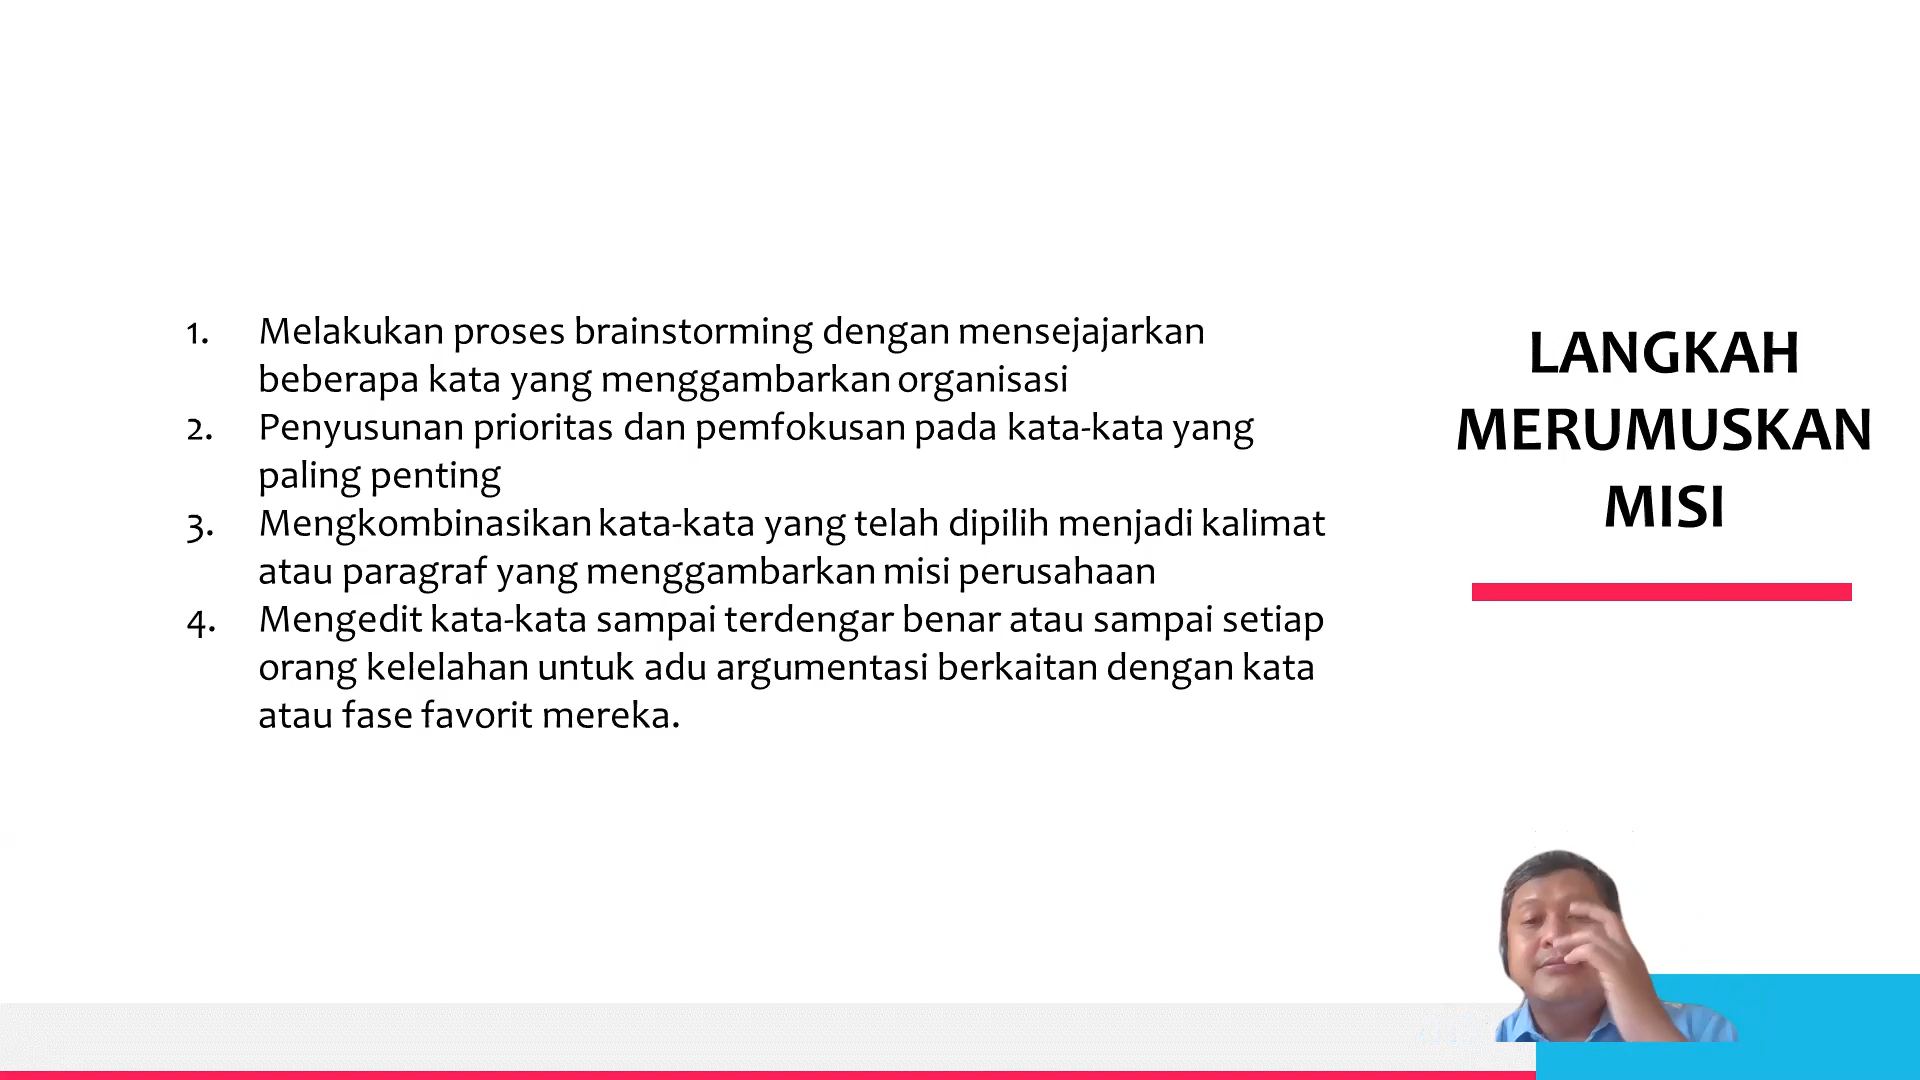 1. Melakukan proses brainstorming dengan mensejajarkan
beberapa kata yang menggambarkan organisasi
2. Penyusunan prioritas dan pemfokusan pada kata-kata yang
paling penting
3. Mengkombinasikan kata-kata yang telah dipilih menjadi kalimat
atau paragraf yang menggambarkan misi perusahaan
4. Mengedit kata-kata sampai terdengar benar atau sampai setiap
orang kelelahan untuk adu argumentasi berkaitan dengan kata
atau fase favorit mereka.
LANGKAH
MERUMUSKAN
MISI